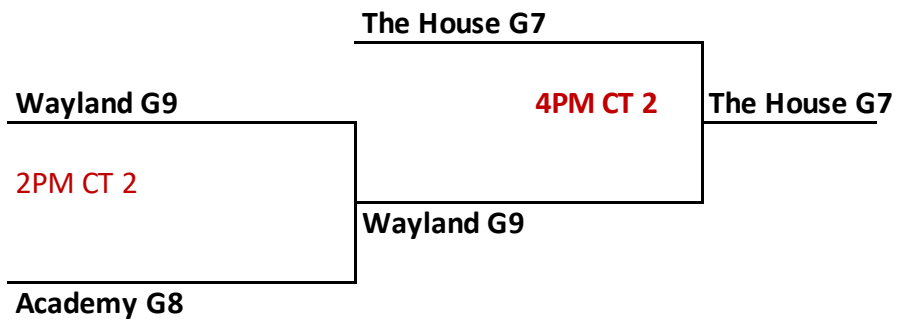 The House G7
Wayland G9
4PM CT 2
The House G7
2PM CT 2
Wayland G9
Academy G8